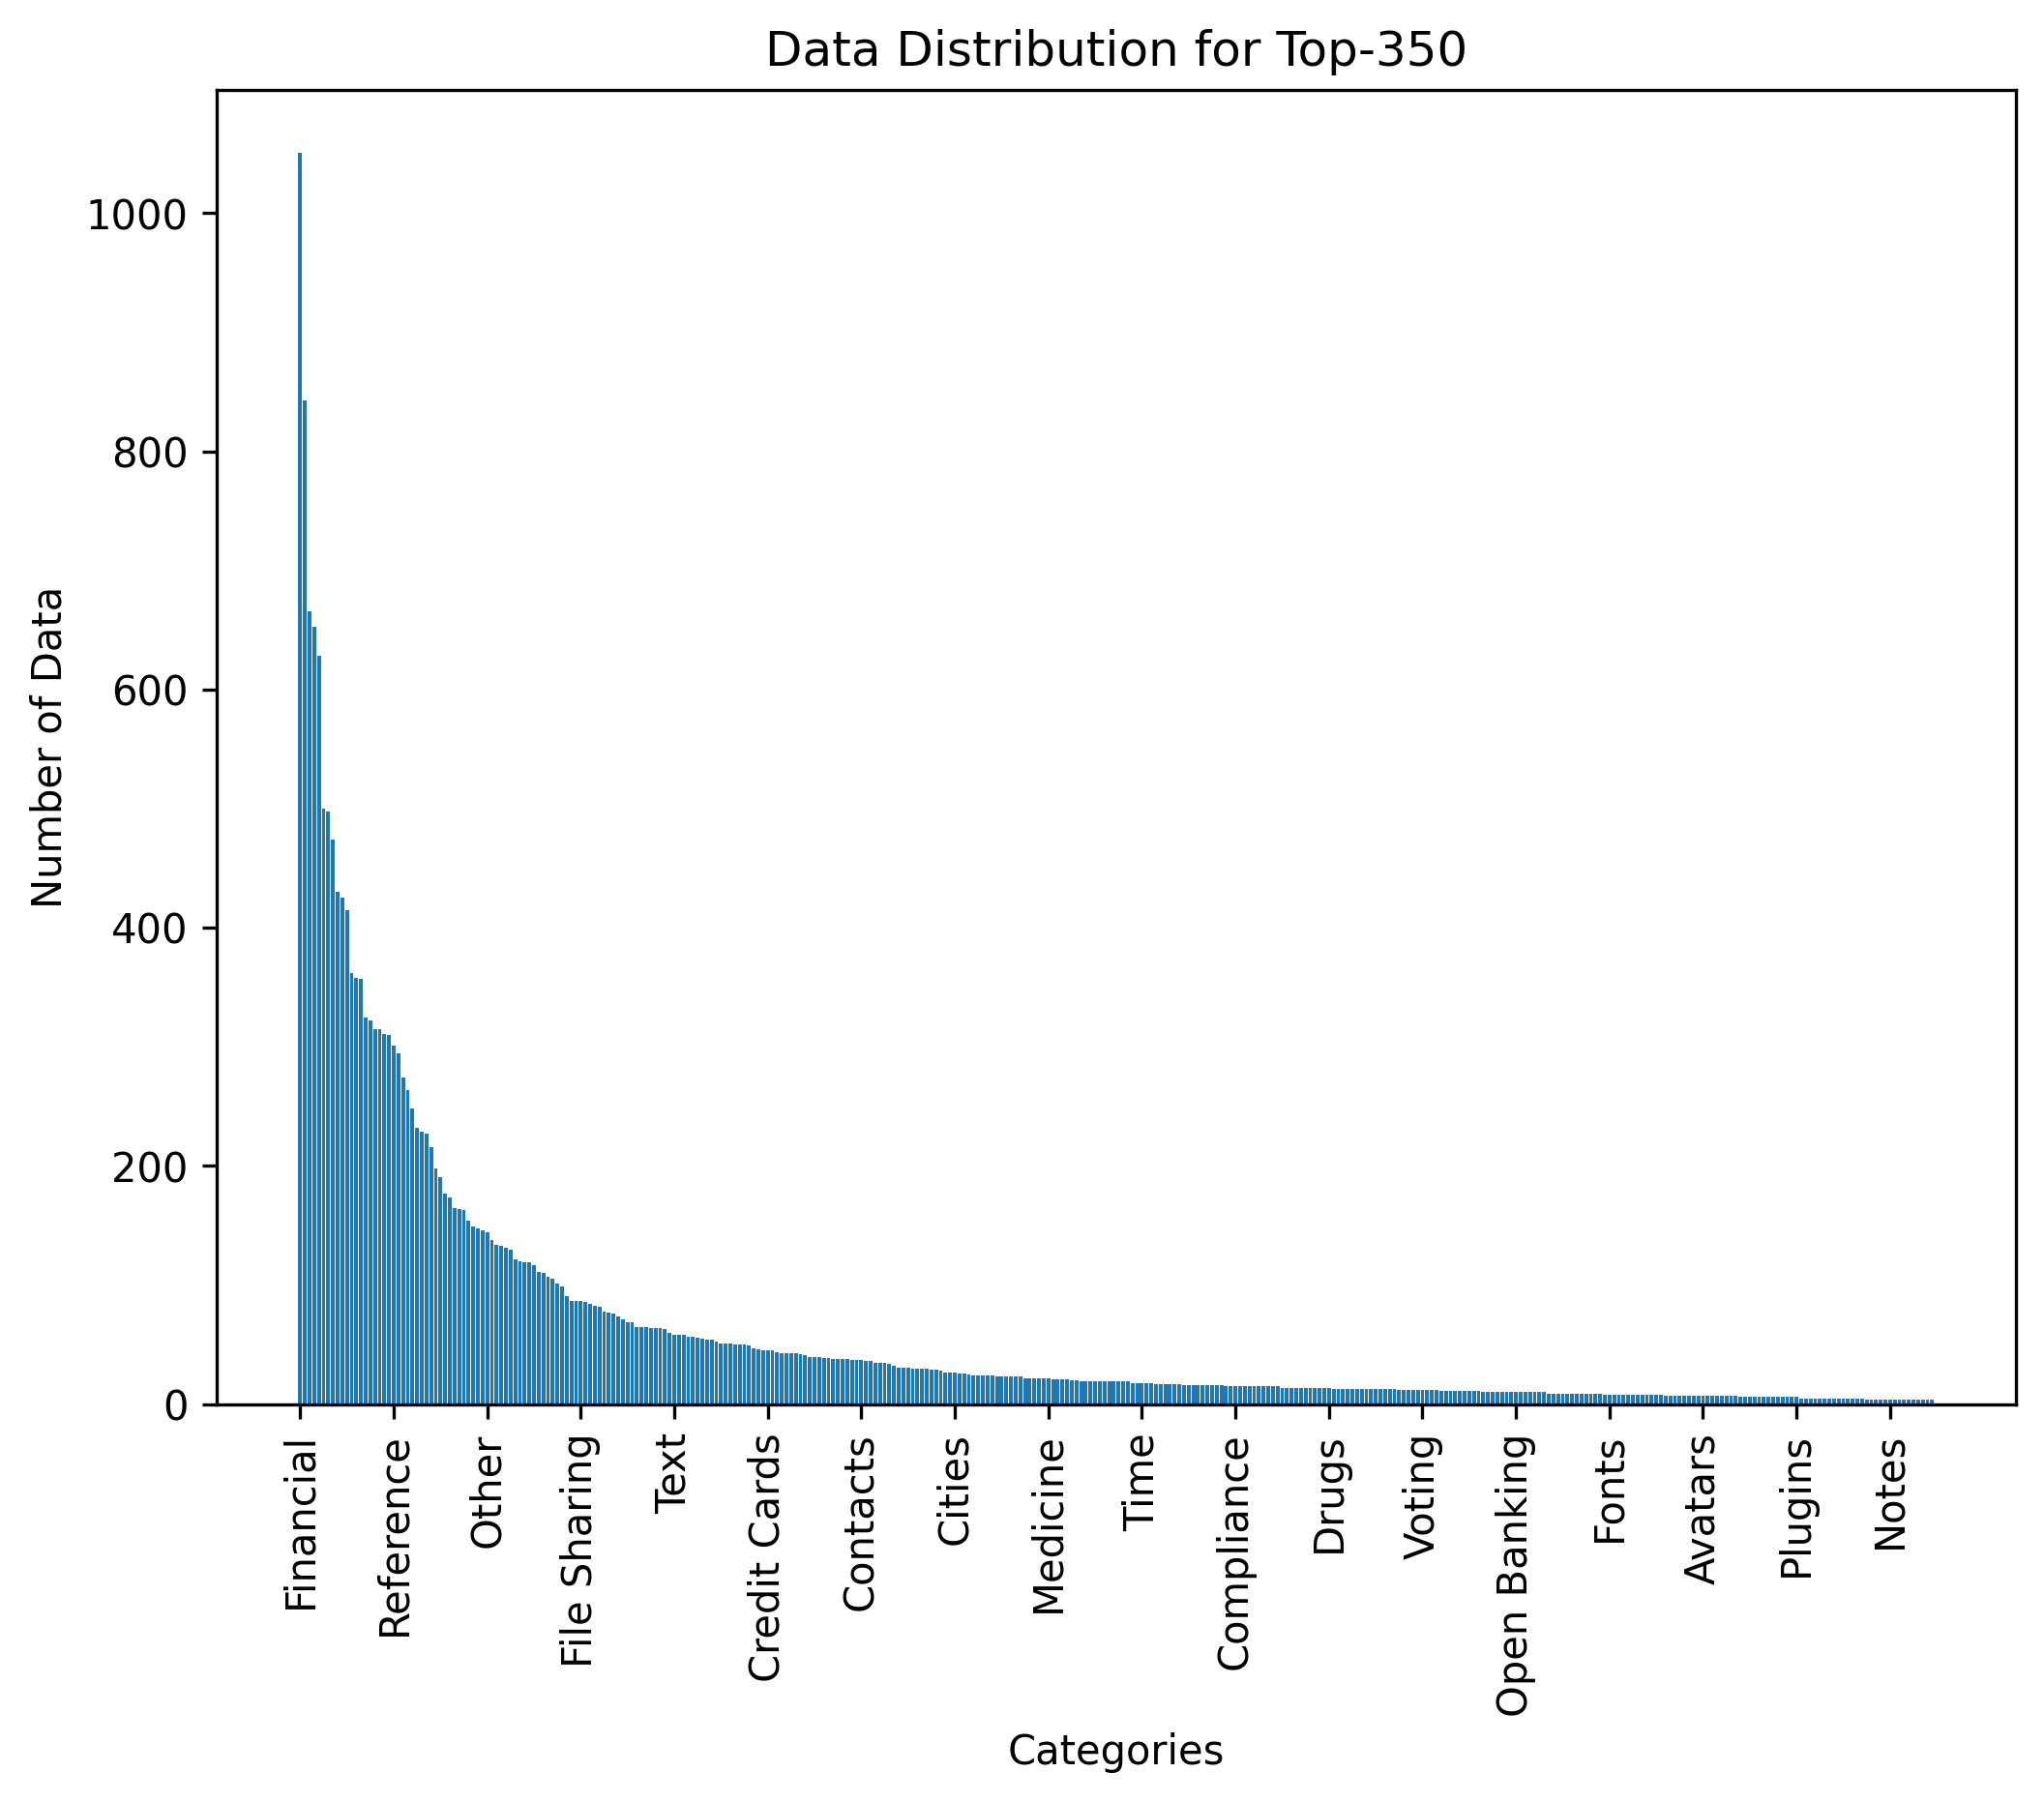 Data Distribution for Top-350
Number of Data
1000
800
600
400
200
0
Financial
Reference
Other
File Sharing
Text
Credit Cards
Contacts
Cities
Medicine
Time
Compliance
Drugs
Voting
Open Banking
Fonts
Avatars
Plugins
Notes
Categories